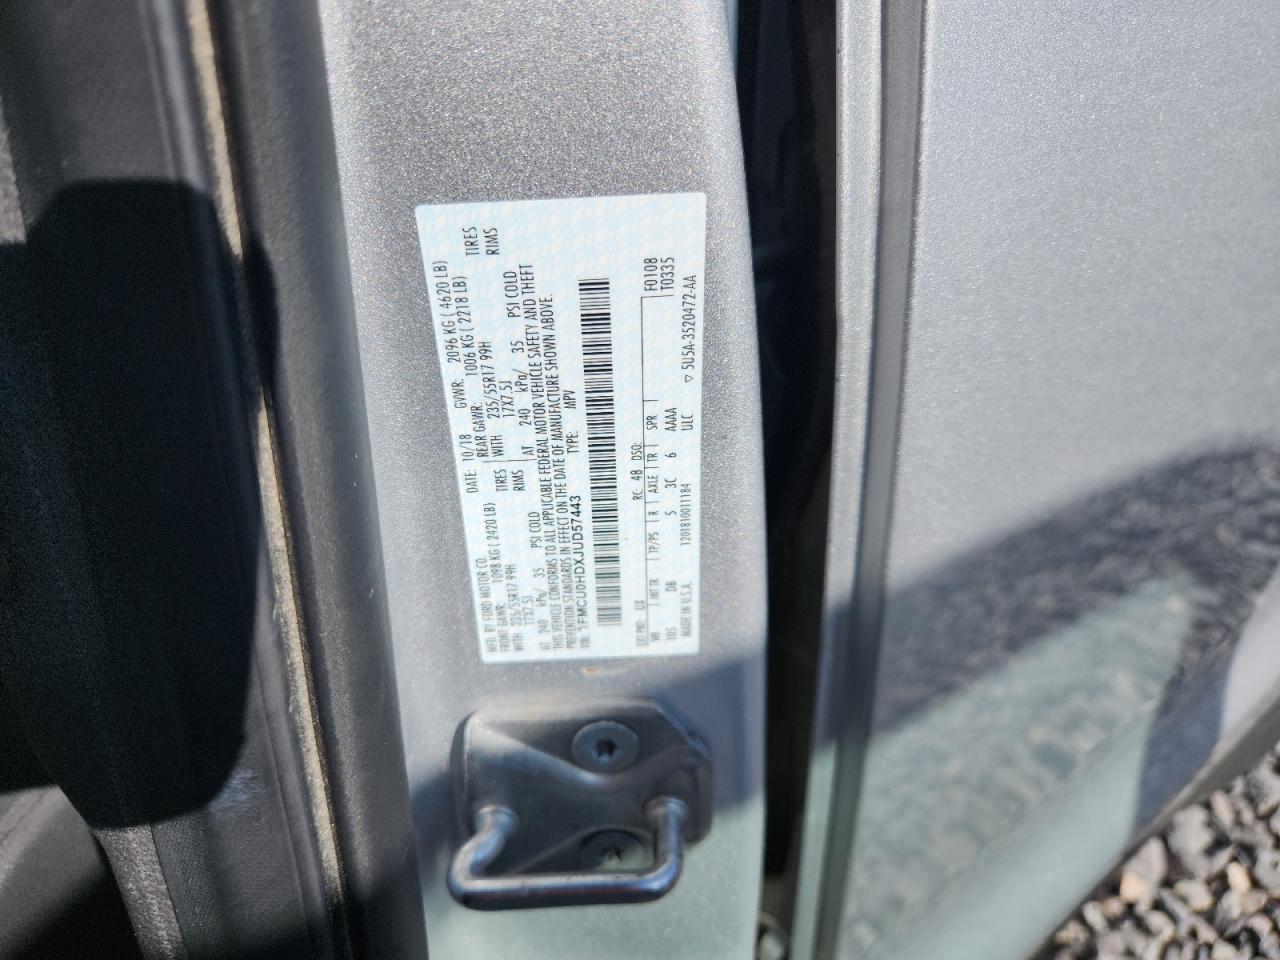 MFD. BY FORD MOTOR CO.
DATE: 10/18 GVWR: 2096 KG ( 4620 LB)
FRONT GAWR: 1098 KG ( 2420 LB) REAR GAWR: 1006 KG ( 2218 LB)
WITH 235/55R17 99H TIRES WITH 235/55R17 99H TIRES
17X7.5J RIMS 17X7.5J RIMS
AT 240 kPa/ 35 PSI COLD AT 240 kPa/ 35 PSI COLD
THIS VEHICLE CONFORMS TO ALL APPLICABLE FEDERAL MOTOR VEHICLE SAFETY AND THEFT
PREVENTION STANDARDS IN EFFECT ON THE DATE OF MANUFACTURE SHOWN ABOVE.
VIN: 1FMCU0HDXJUD57443 TYPE: MPV
F0108
T0335
EXT PNT: UX RC: 48 DSO:
WB INT TR TP/PS R AXLE TR SPR
105 DB 5 3C 6 AAAA
MADE IN U.S.A. 120181001184 ULC ▽ 5U5A-3520472-AA